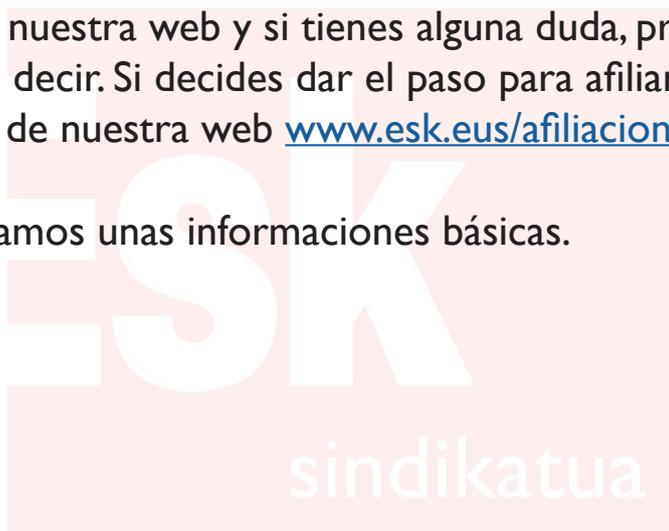 nuestra web y si tienes alguna duda, pr
decir. Si decides dar el paso para afiliar
de nuestra web www.esk.eus/afiliacion
amos unas informaciones básicas.
Esk
sindikatua